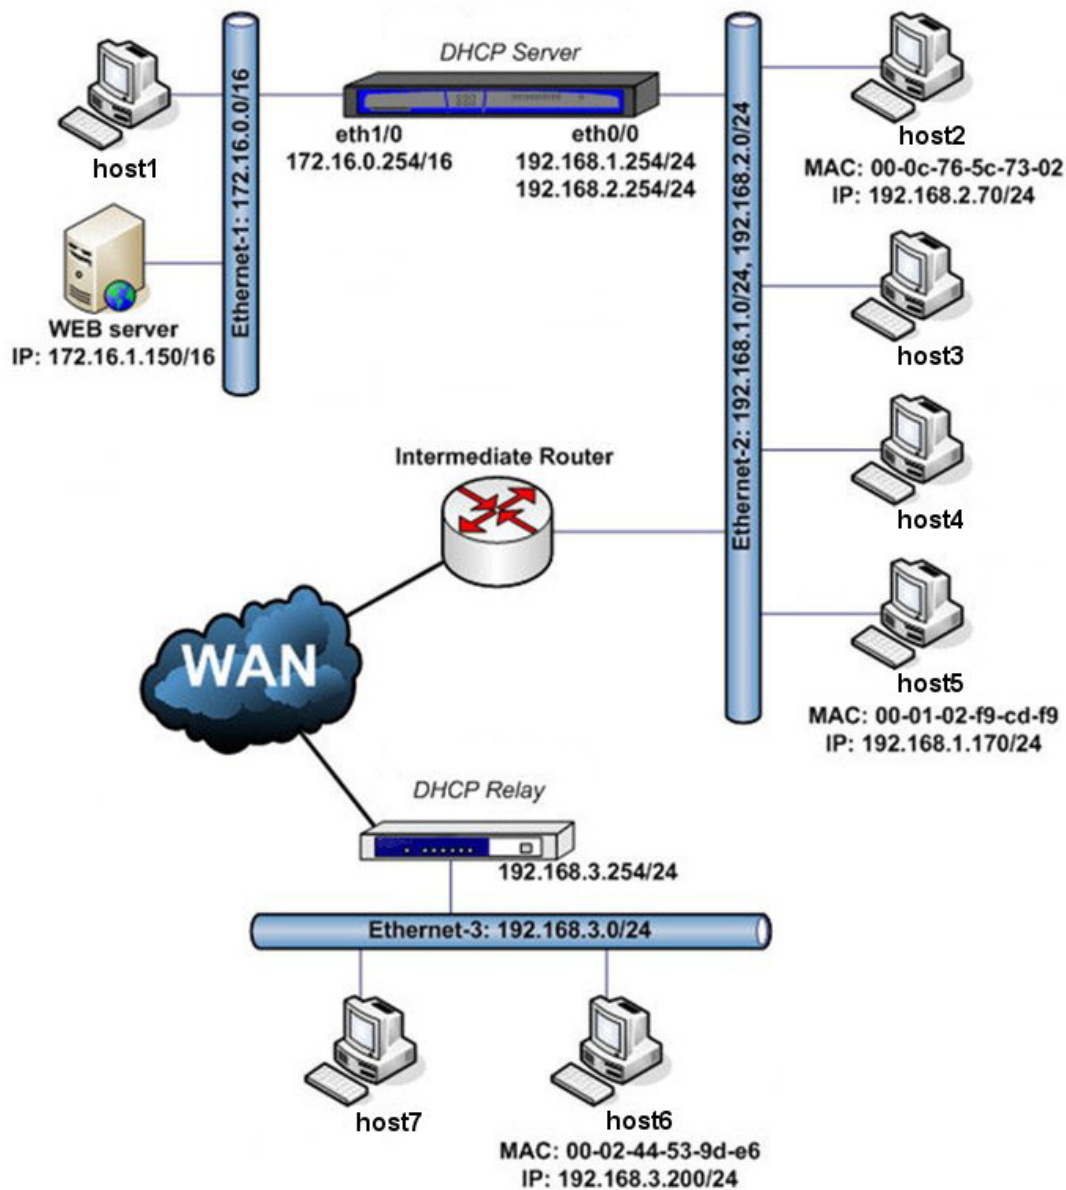 DHCP Server
eth1/0
172.16.0.254/16
eth0/0
192.168.1.254/24
192.168.2.254/24
host1
WEB server
IP: 172.16.1.150/16
Ethernet-1: 172.16.0.0/16
Ethernet-2: 192.168.1.0/24, 192.168.2.0/24
host2
MAC: 00-0c-76-5c-73-02
IP: 192.168.2.70/24
host3
host4
host5
MAC: 00-01-02-f9-cd-f9
IP: 192.168.1.170/24
Intermediate Router
WAN
DHCP Relay
192.168.3.254/24
Ethernet-3: 192.168.3.0/24
host7
host6
MAC: 00-02-44-53-9d-e6
IP: 192.168.3.200/24